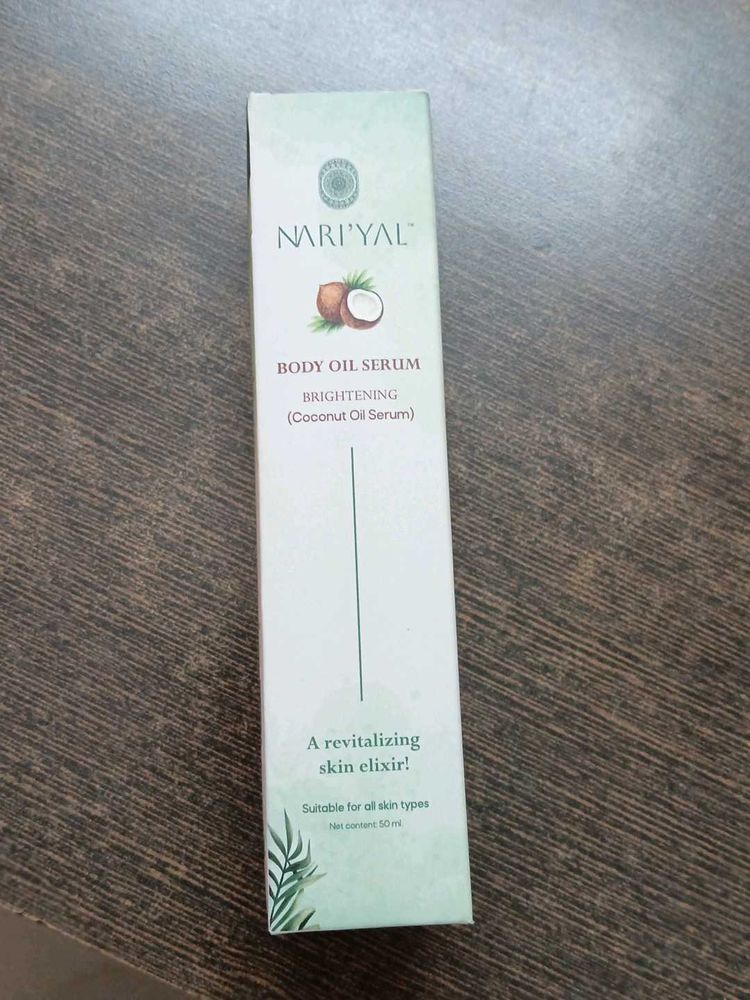 NARI'YAL™
BODY OIL SERUM
BRIGHTENING
(Coconut Oil Serum)
A revitalizing
skin elixir!
Suitable for all skin types
Net content: 50 ml.